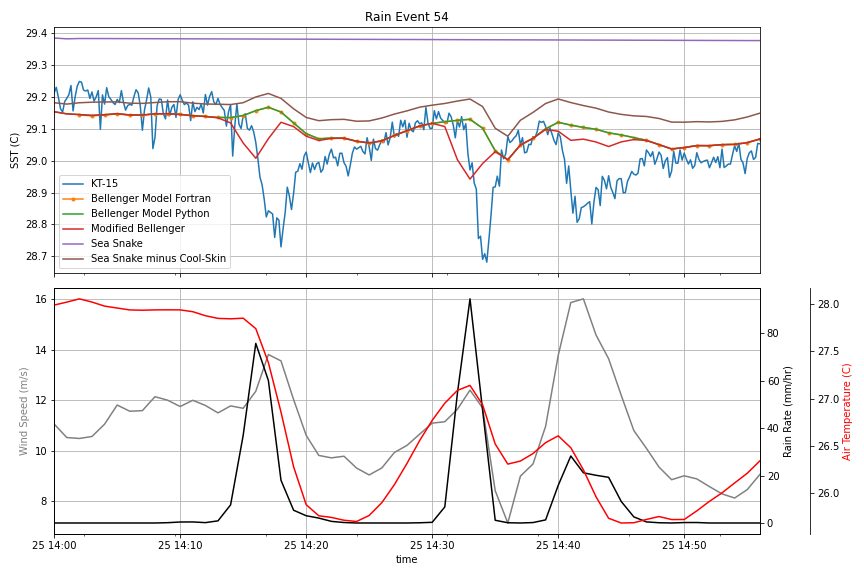 Rain Event 54
29.4
29.3
29.2
29.1
29.0
28.9
28.8
28.7
SST (C)
KT-15
Bellenger Model Fortran
Bellenger Model Python
Modified Bellenger
Sea Snake
Sea Snake minus Cool-Skin
16
14
12
10
8
Wind Speed (m/s)
80
60
40
20
0
Rain Rate (mm/hr)
28.0
27.5
27.0
26.5
26.0
Air Temperature (C)
25 14:00 25 14:10 25 14:20 25 14:30 25 14:40 25 14:50
time